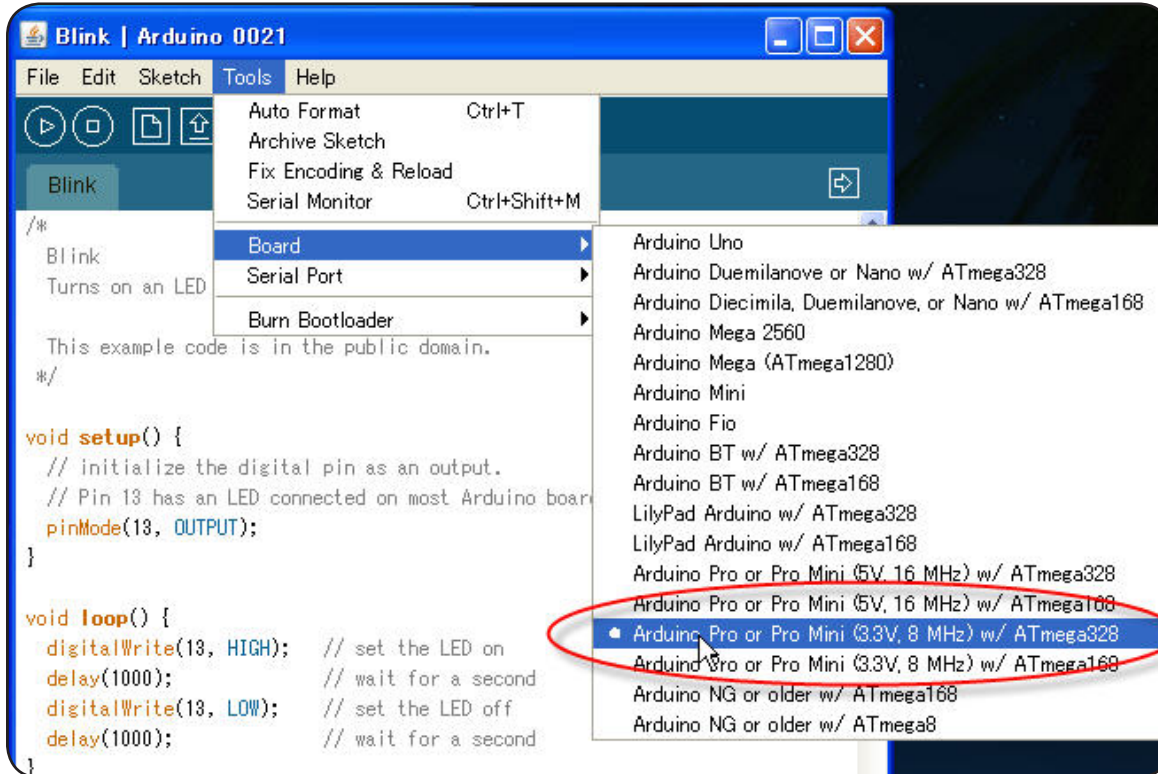 Blink | Arduino 0021
File Edit Sketch Tools Help
Auto Format Ctrl+T
Archive Sketch
Fix Encoding & Reload
Serial Monitor Ctrl+Shift+M
Board
Serial Port
Burn Bootloader
Arduino Uno
Arduino Duemilanove or Nano w/ ATmega328
Arduino Diecimila, Duemilanove, or Nano w/ ATmega168
Arduino Mega 2560
Arduino Mega (ATmega1280)
Arduino Mini
Arduino Fio
Arduino BT w/ ATmega328
Arduino BT w/ ATmega168
LilyPad Arduino w/ ATmega328
LilyPad Arduino w/ ATmega168
Arduino Pro or Pro Mini (5V, 16 MHz) w/ ATmega328
Arduino Pro or Pro Mini (5V, 16 MHz) w/ ATmega168
Arduino Pro or Pro Mini (3.3V, 8 MHz) w/ ATmega328
Arduino Pro or Pro Mini (3.3V, 8 MHz) w/ ATmega168
Arduino NG or older w/ ATmega168
Arduino NG or older w/ ATmega8
Blink
/*
Blink
Turns on an LED
This example code is in the public domain.
*/
void setup() {
// initialize the digital pin as an output.
// Pin 13 has an LED connected on most Arduino boar
pinMode(13, OUTPUT);
}
void loop() {
digitalWrite(13, HIGH); // set the LED on
delay(1000); // wait for a second
digitalWrite(13, LOW); // set the LED off
delay(1000); // wait for a second
}